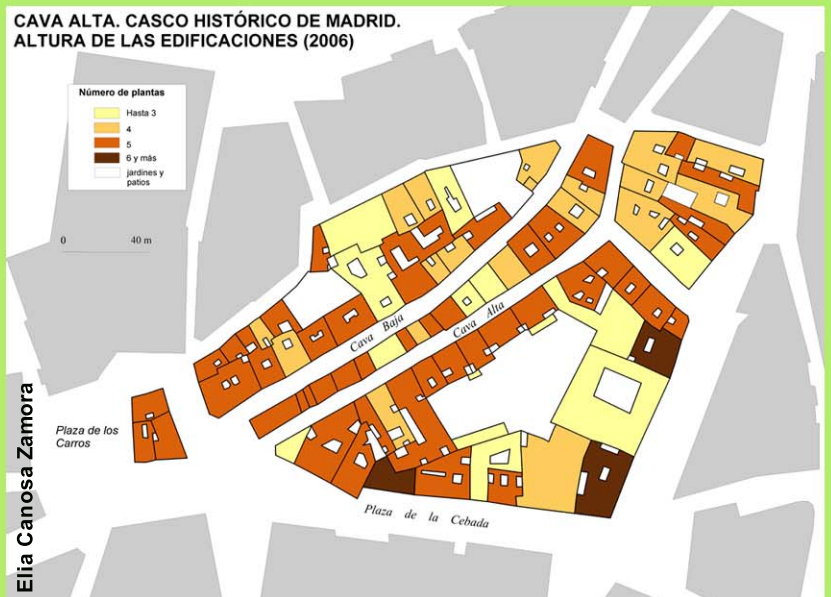 CAVA ALTA. CASCO HISTÓRICO DE MADRID.
ALTURA DE LAS EDIFICACIONES (2006)
Número de plantas
Hasta 3
4
5
6 y más
jardines y
patios
0 40 m
Cava Baja
Cava Alta
Plaza de los
Carros
Plaza de la Cebada
Elia Canosa Zamora